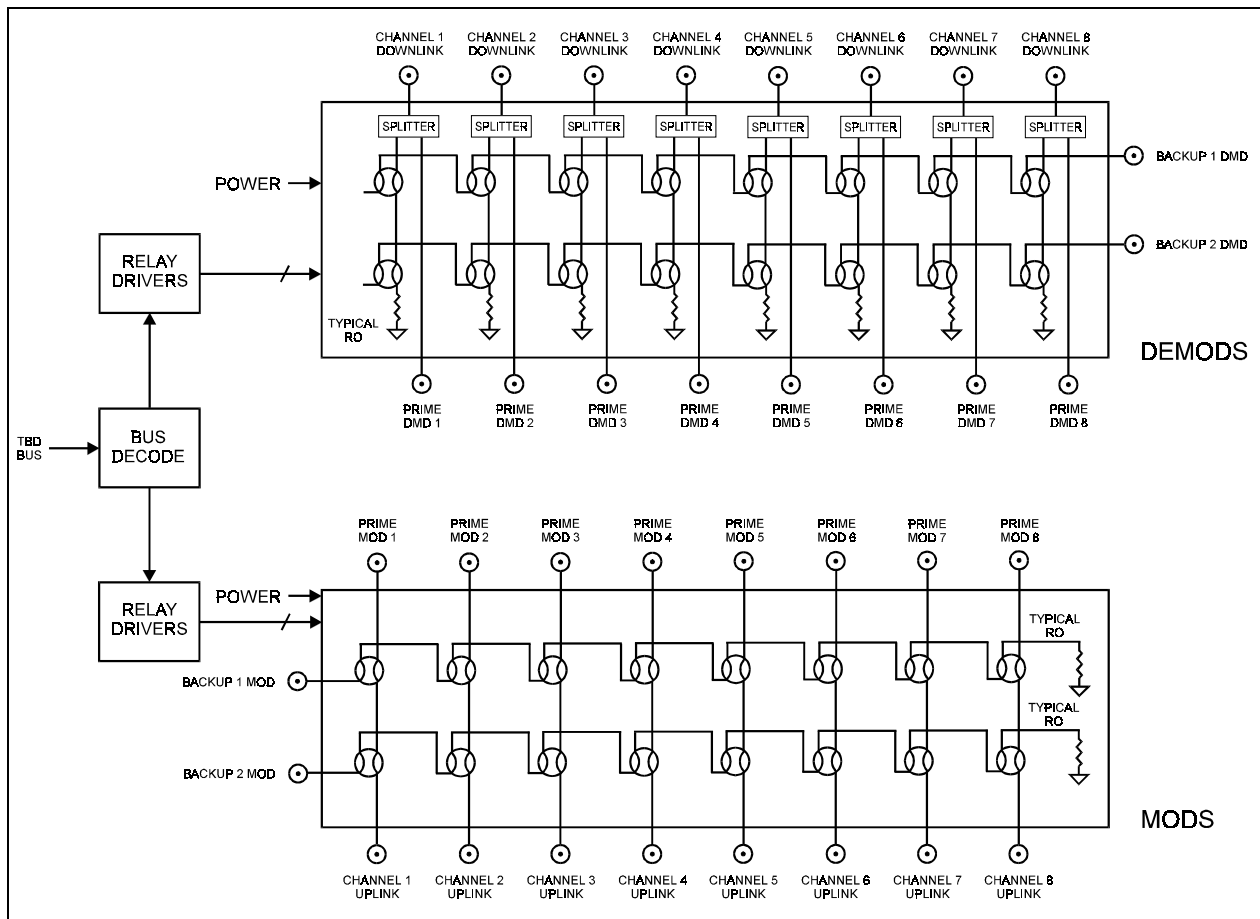 CHANNEL 1
DOWNLINK
CHANNEL 2
DOWNLINK
CHANNEL 3
DOWNLINK
CHANNEL 4
DOWNLINK
CHANNEL 5
DOWNLINK
CHANNEL 6
DOWNLINK
CHANNEL 7
DOWNLINK
CHANNEL 8
DOWNLINK
SPLITTER
SPLITTER
SPLITTER
SPLITTER
SPLITTER
SPLITTER
SPLITTER
SPLITTER
BACKUP 1 DMD
POWER
BACKUP 2 DMD
RELAY
DRIVERS
TYPICAL
RO
DEMODS
PRIME
DMD 1
PRIME
DMD 2
PRIME
DMD 3
PRIME
DMD 4
PRIME
DMD 5
PRIME
DMD 6
PRIME
DMD 7
PRIME
DMD 8
TBD
BUS
BUS
DECODE
PRIME
MOD 1
PRIME
MOD 2
PRIME
MOD 3
PRIME
MOD 4
PRIME
MOD 5
PRIME
MOD 6
PRIME
MOD 7
PRIME
MOD 8
POWER
RELAY
DRIVERS
TYPICAL
RO
BACKUP 1 MOD
TYPICAL
RO
BACKUP 2 MOD
MODS
CHANNEL 1
UPLINK
CHANNEL 2
UPLINK
CHANNEL 3
UPLINK
CHANNEL 4
UPLINK
CHANNEL 5
UPLINK
CHANNEL 6
UPLINK
CHANNEL 7
UPLINK
CHANNEL 8
UPLINK